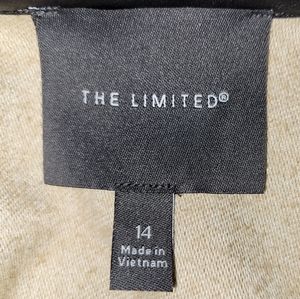 THE LIMITED®
14
Made in
Vietnam